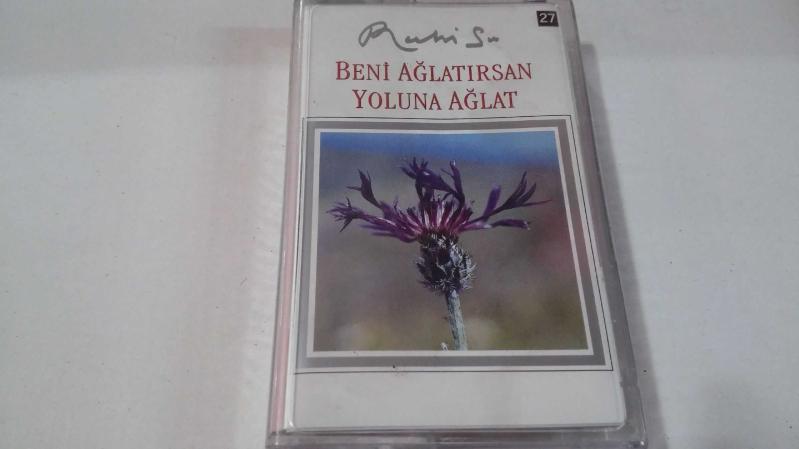 27
Ruhi Su
BENİ AĞLATIRSAN
YOLUNA AĞLAT